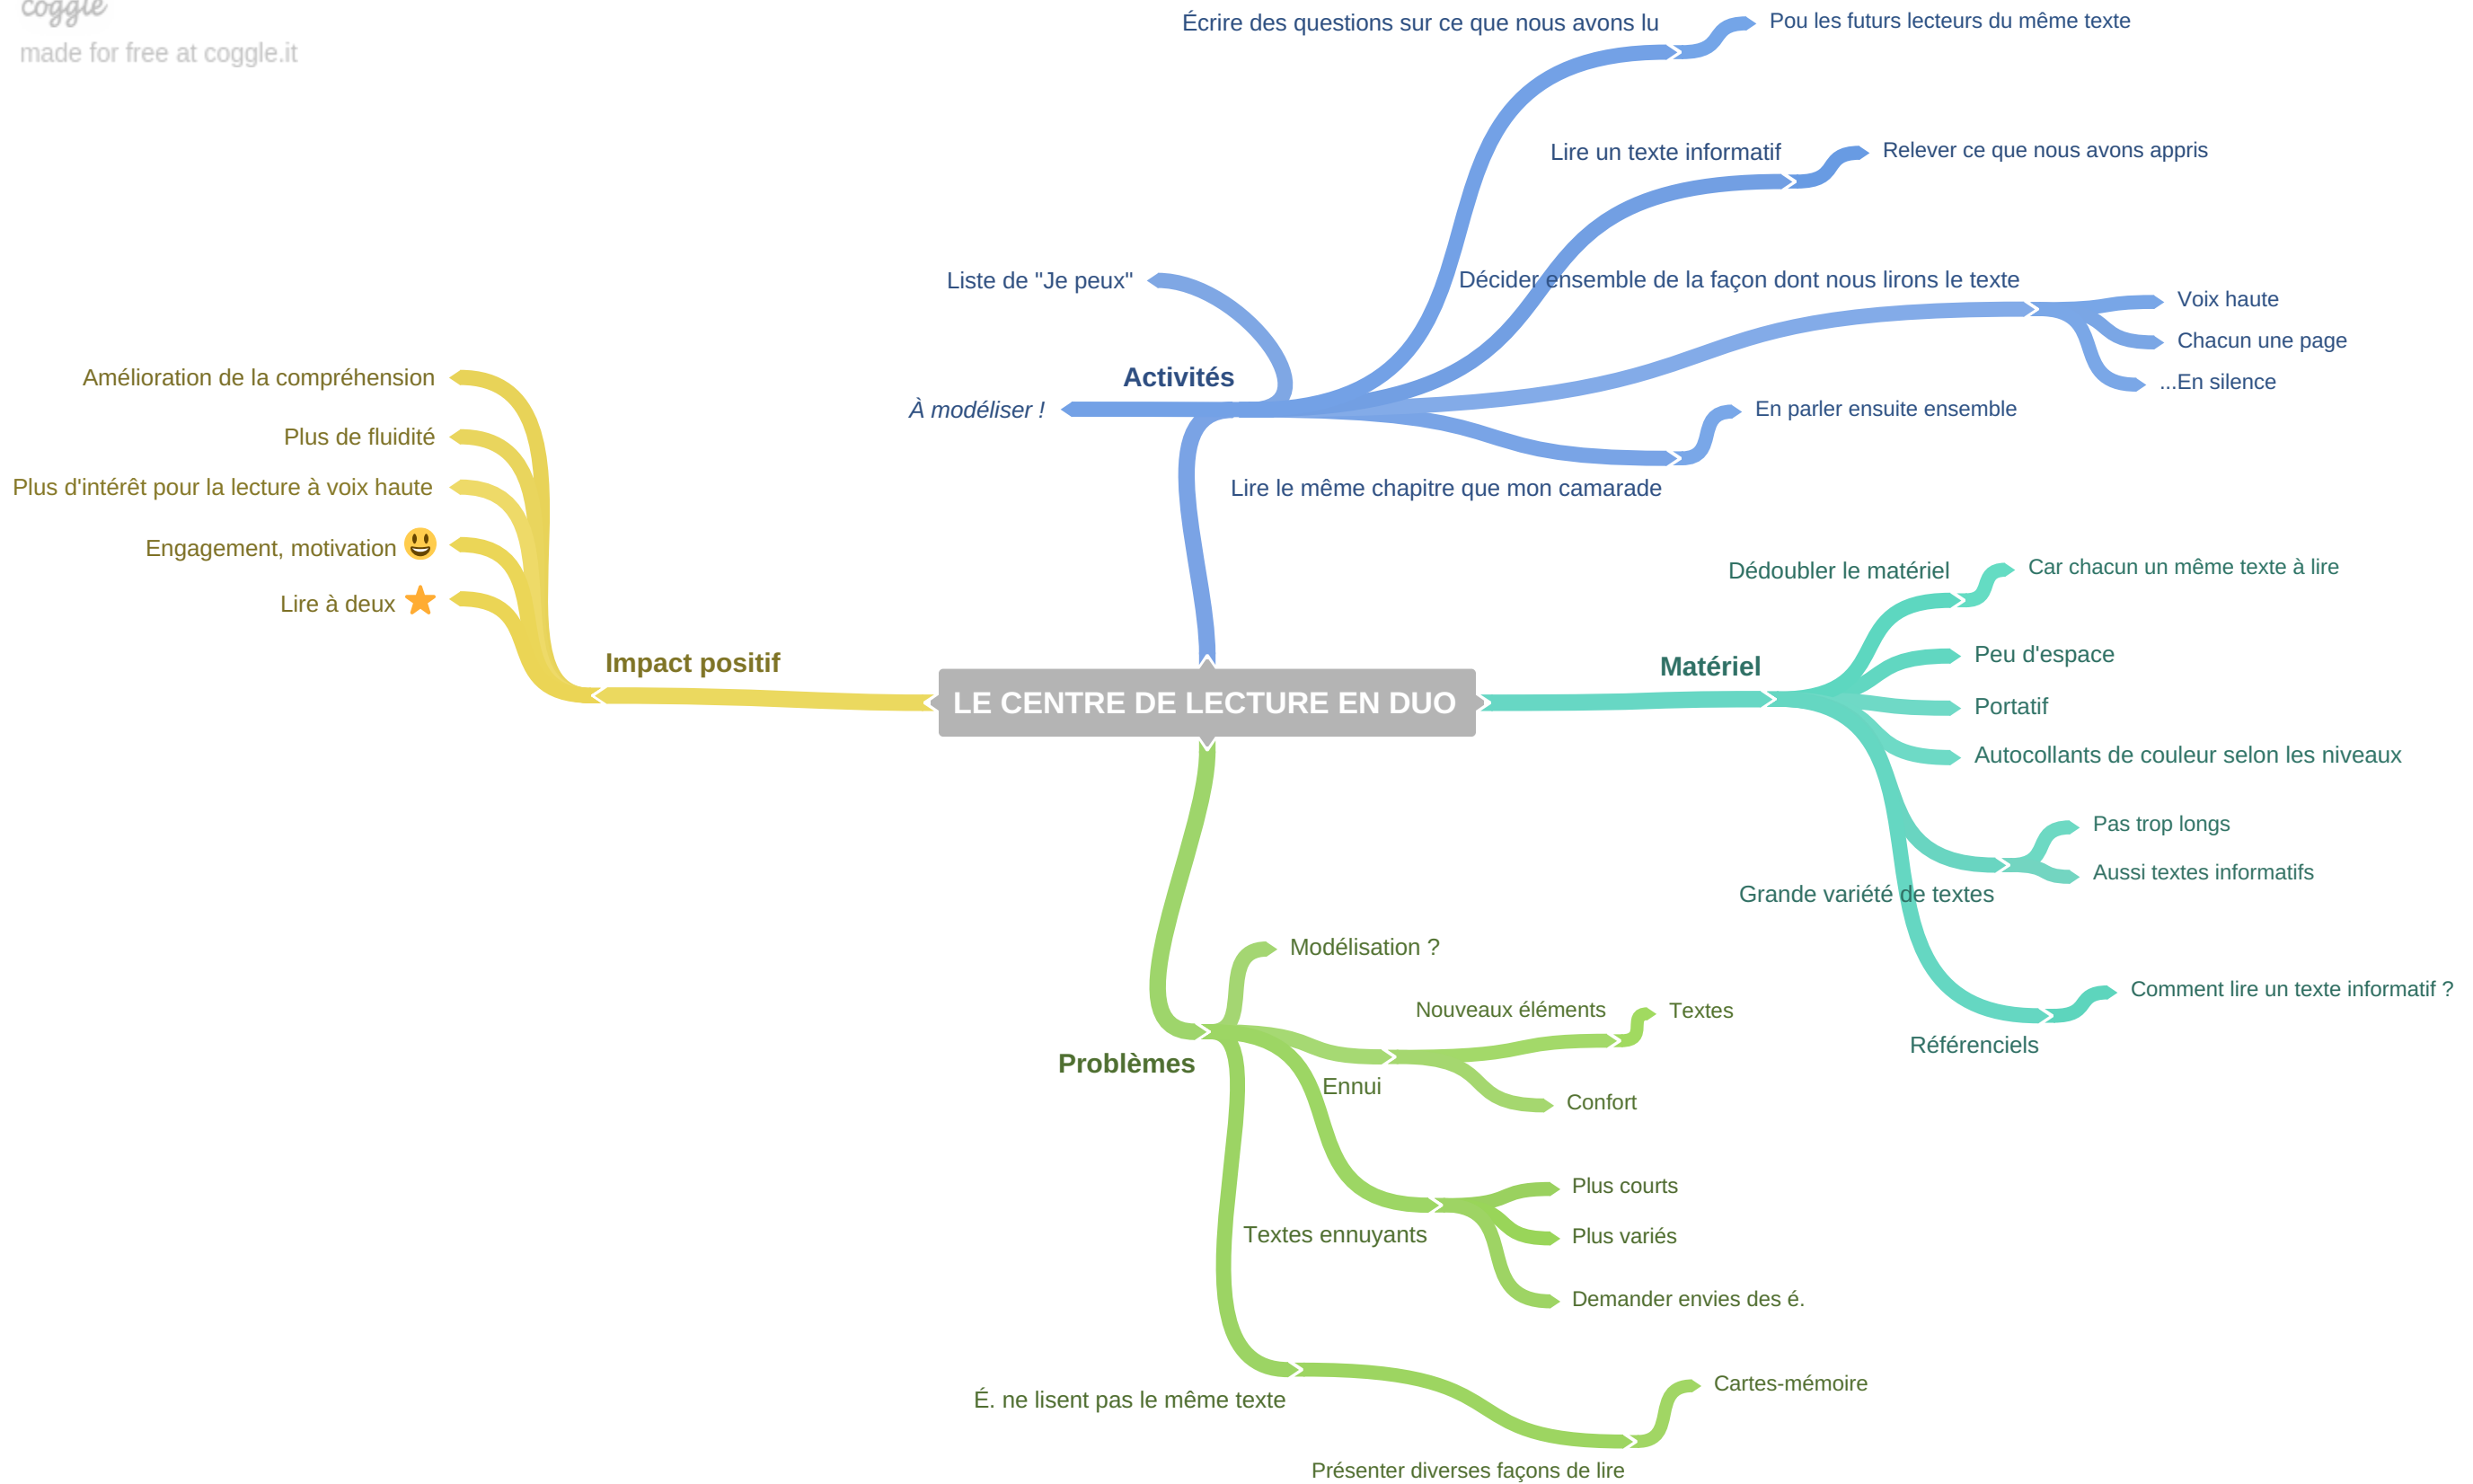 coggle
made for free at coggle.it
Écrire des questions sur ce que nous avons lu
Pou les futurs lecteurs du même texte
Lire un texte informatif
Relever ce que nous avons appris
Liste de "Je peux"
Décider ensemble de la façon dont nous lirons le texte
Voix haute
Chacun une page
...En silence
Activités
À modéliser !
En parler ensuite ensemble
Lire le même chapitre que mon camarade
Amélioration de la compréhension
Plus de fluidité
Plus d'intérêt pour la lecture à voix haute
Engagement, motivation 😃
Lire à deux ⭐
Impact positif
LE CENTRE DE LECTURE EN DUO
Matériel
Dédoubler le matériel
Car chacun un même texte à lire
Peu d'espace
Portatif
Autocollants de couleur selon les niveaux
Pas trop longs
Aussi textes informatifs
Grande variété de textes
Comment lire un texte informatif ?
Référenciels
Modélisation ?
Nouveaux éléments
Textes
Problèmes
Ennui
Confort
Plus courts
Textes ennuyants
Plus variés
Demander envies des é.
É. ne lisent pas le même texte
Cartes-mémoire
Présenter diverses façons de lire